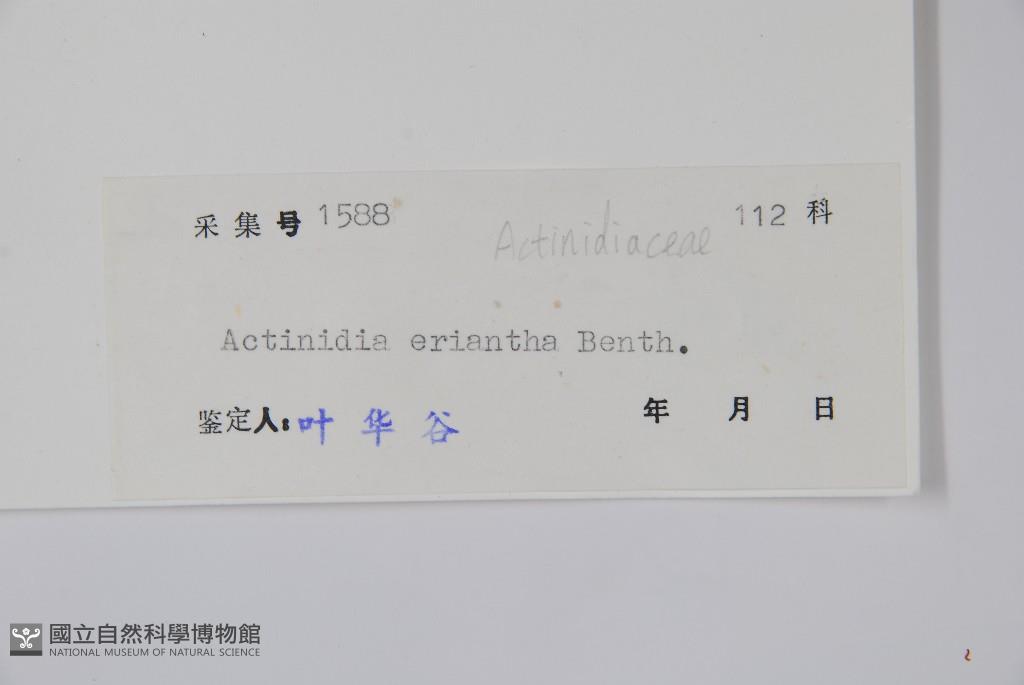 采集号 1588 Actinidiaceae 112 科
Actinidia eriantha Benth.
鉴定人: 叶华谷 年 月 日
國立自然科學博物館
NATIONAL MUSEUM OF NATURAL SCIENCE